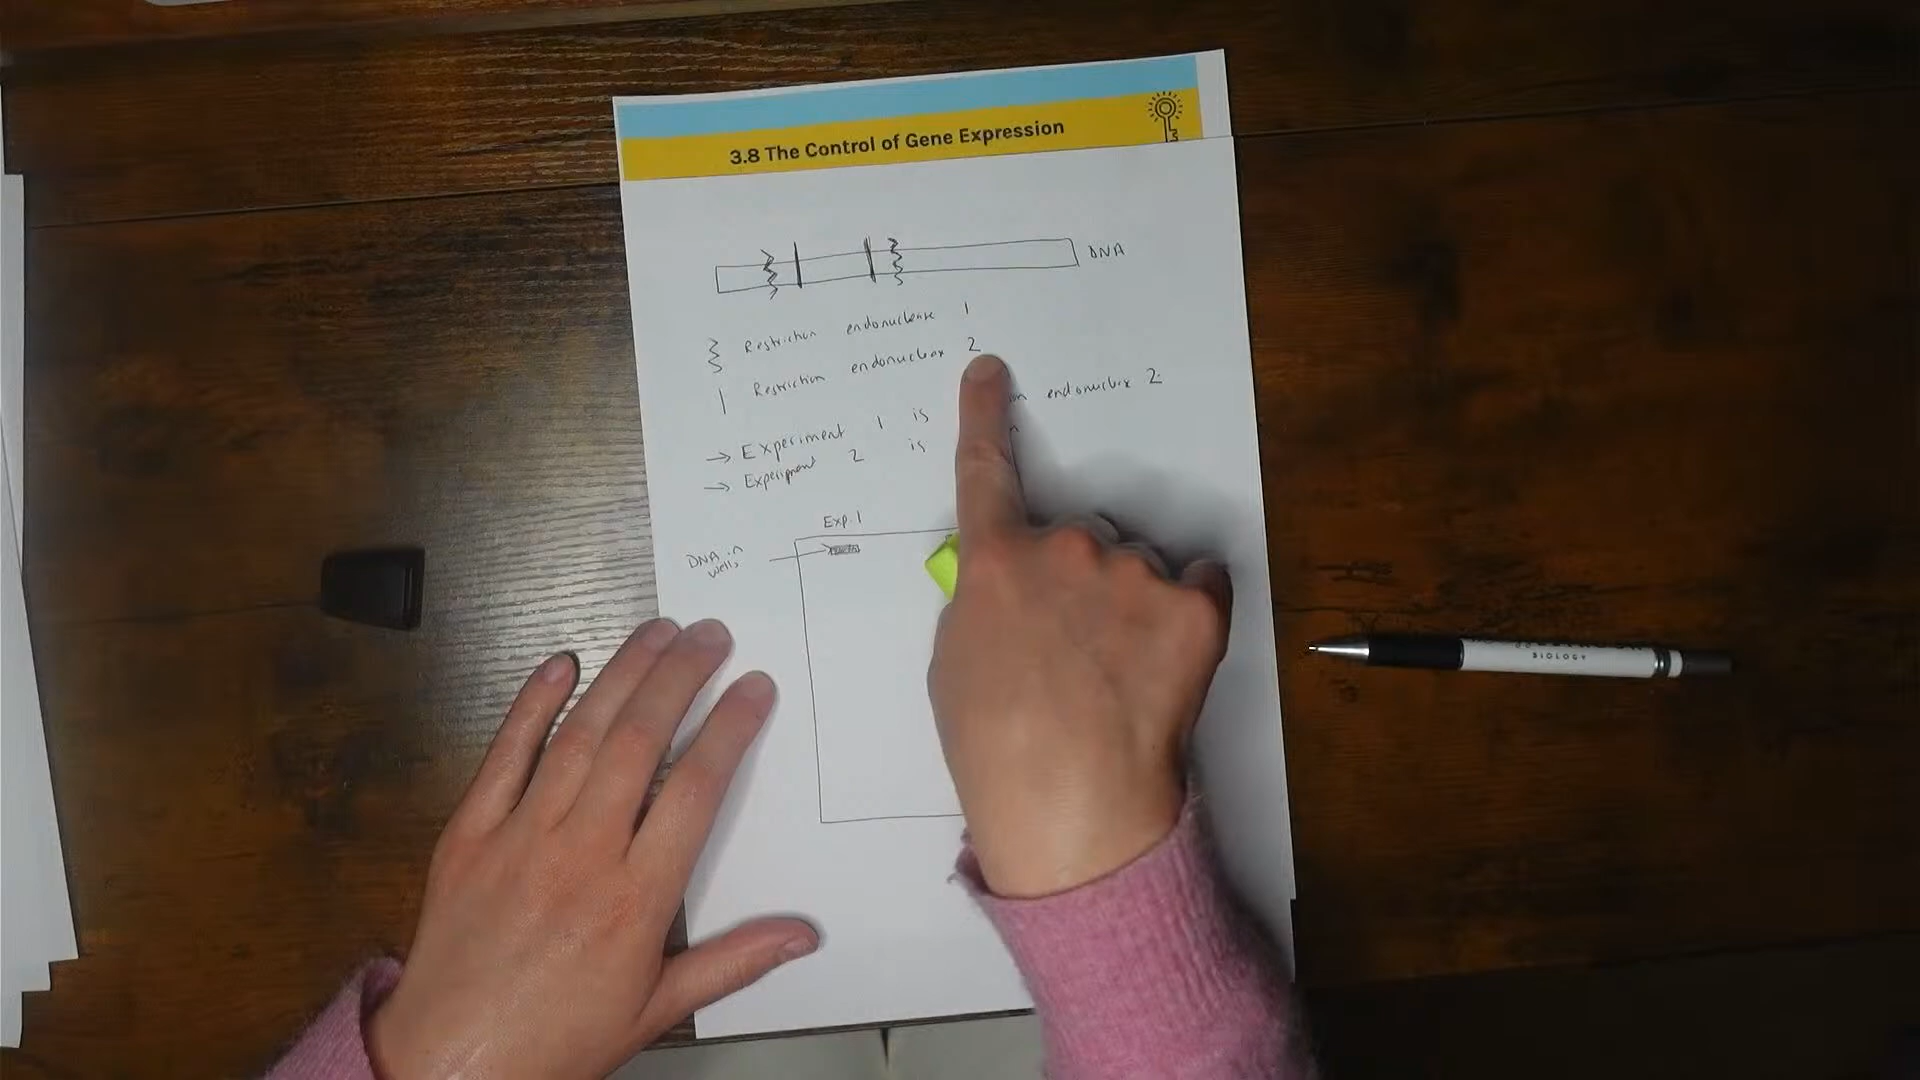 3.8 The Control of Gene Expression
DNA
Restriction endonuclease 1
Restriction endonuclease 2
→ Experiment 1 is endonuclease 2
→ Experiment 2 is
Exp. 1
DNA in
wells
BIOLOGY